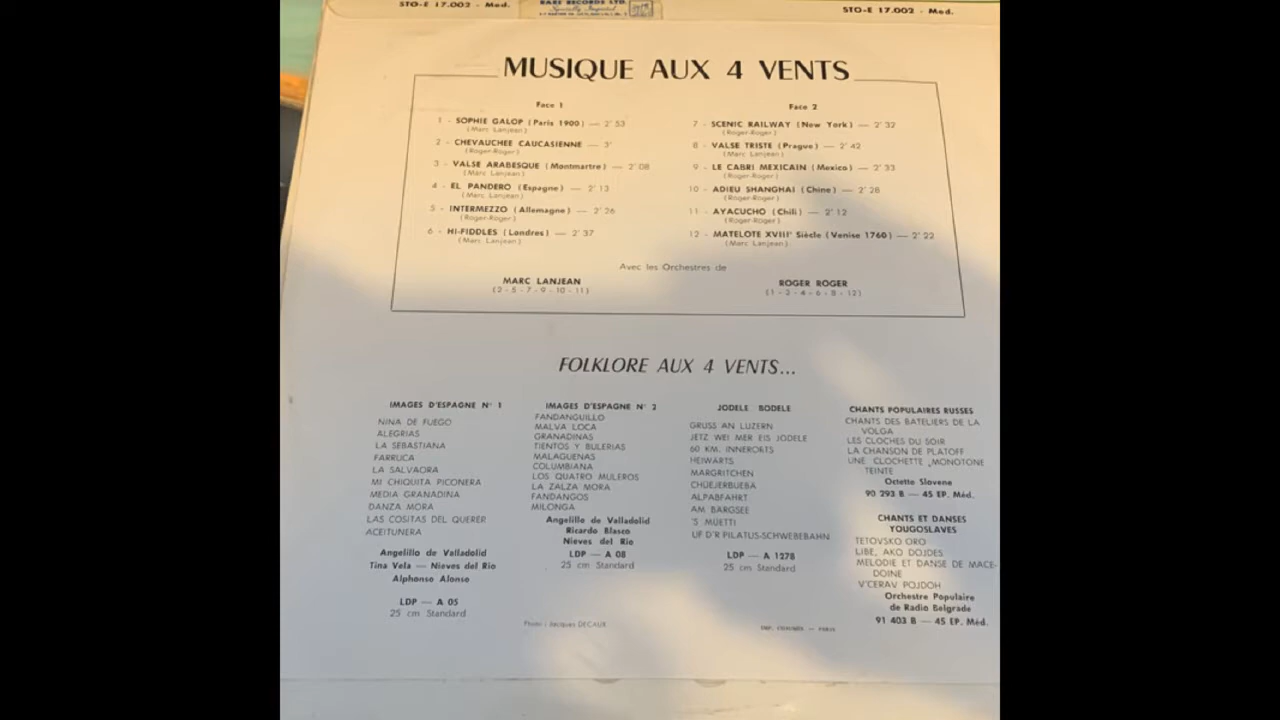 STO-E 17.002 - Med.
RARE RECORDS LTD.
Specially Imported
STO-E 17.002 - Med.
MUSIQUE AUX 4 VENTS
Face 1
1 - SOPHIE GALOP (Paris 1900) — 2' 53
(Marc Lanjean)
2 - CHEVAUCHEE CAUCASIENNE — 3'
(Roger-Roger)
3 - VALSE ARABESQUE (Montmartre) — 2' 08
(Marc Lanjean)
4 - EL PANDERO (Espagne) — 2' 13
(Marc Lanjean)
5 - INTERMEZZO (Allemagne) — 2' 26
(Roger-Roger)
6 - HI-FIDDLES (Londres) — 2' 37
(Marc Lanjean)
Face 2
7 - SCENIC RAILWAY (New York) — 2' 32
(Roger-Roger)
8 - VALSE TRISTE (Prague) — 2' 42
(Marc Lanjean)
9 - LE CABRI MEXICAIN (Mexico) — 2' 33
(Roger-Roger)
10 - ADIEU SHANGHAI (Chine) — 2' 28
(Roger-Roger)
11 - AYACUCHO (Chili) — 2' 12
(Roger-Roger)
12 - MATELOTE XVIII' Siècle (Venise 1760) — 2' 22
(Marc Lanjean)
Avec les Orchestres de
MARC LANJEAN
(2 - 5 - 7 - 9 - 10 - 11)
ROGER ROGER
(1 - 3 - 4 - 6 - 8 - 12)
FOLKLORE AUX 4 VENTS...
IMAGES D'ESPAGNE N° 1
NINA DE FUEGO
ALEGRIAS
LA SEBASTIANA
FARRUCA
LA SALVAORA
MI CHIQUITA PICONERA
MEDIA GRANADINA
DANZA MORA
LAS COSITAS DEL QUERER
ACEITUNERA
Angelillo de Valladolid
Tina Vela — Nieves del Rio
Alphonso Alonso
LDP — A 05
25 cm Standard
IMAGES D'ESPAGNE N° 2
FANDANGUILLO
MALVA LOCA
GRANADINAS
TIENTOS Y BULERIAS
MALAGUENAS
COLUMBIANA
LOS QUATRO MULEROS
LA ZALZA MORA
FANDANGOS
MILONGA
Angelillo de Valladolid
Ricardo Blasco
Nieves del Rio
LDP — A 08
25 cm Standard
JODELE BODELE
GRUSS AN LUZERN
JETZ WEI MER EIS JODELE
60 KM. INNERORTS
HEIWÄRTS
MARGRITCHEN
CHÜEJERBUEBA
ALPABFAHRT
AM BÄRGSEE
'S MÜETTI
UF D'R PILATUS-SCHWEBEBAHN
LDP — A 1278
25 cm Standard
CHANTS POPULAIRES RUSSES
CHANTS DES BATELIERS DE LA
VOLGA
LES CLOCHES DU SOIR
LA CHANSON DE PLATOFF
UNE CLOCHETTE MONOTONE
TEINTE
Octette Slovene
90 293 B — 45 EP. Méd.
CHANTS ET DANSES
YOUGOSLAVES
TETOVSKO ORO
LIBE, AKO DOJDES
MELODIE ET DANSE DE MACE-
DOINE
V'CERAV POJDOH
Orchestre Populaire
de Radio Belgrade
91 403 B — 45 EP. Méd.
Photo : Jacques DECAUX